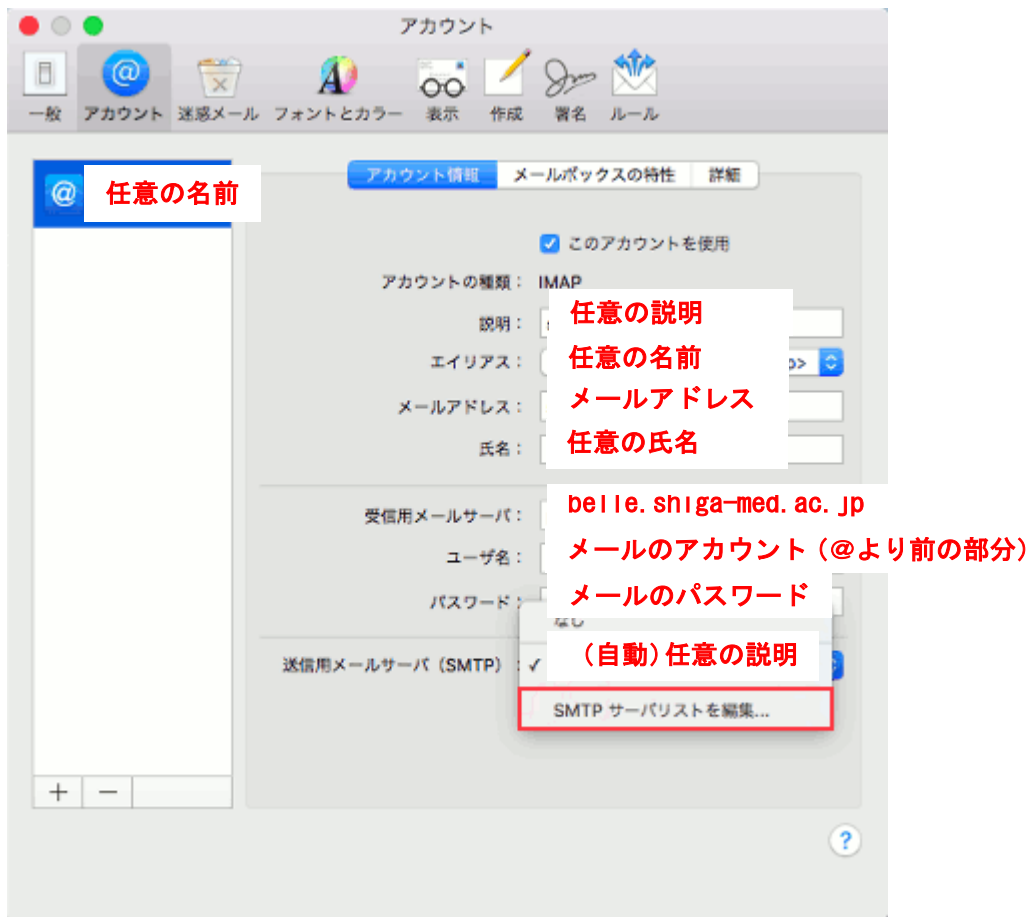 アカウント
一般 アカウント 迷惑メール フォントとカラー 表示 作成 署名 ルール
@ 任意の名前
アカウント情報 メールボックスの特性 詳細
このアカウントを使用
アカウントの種類: IMAP
説明: 任意の説明
エイリアス: 任意の名前 >
メールアドレス: メールアドレス
氏名: 任意の氏名
受信用メールサーバ: belle.shiga-med.ac.jp
ユーザ名: メールのアカウント(@より前の部分)
パスワード: メールのパスワード
なし
送信用メールサーバ (SMTP) : ✓ (自動)任意の説明
SMTP サーバリストを編集...
+ −
?